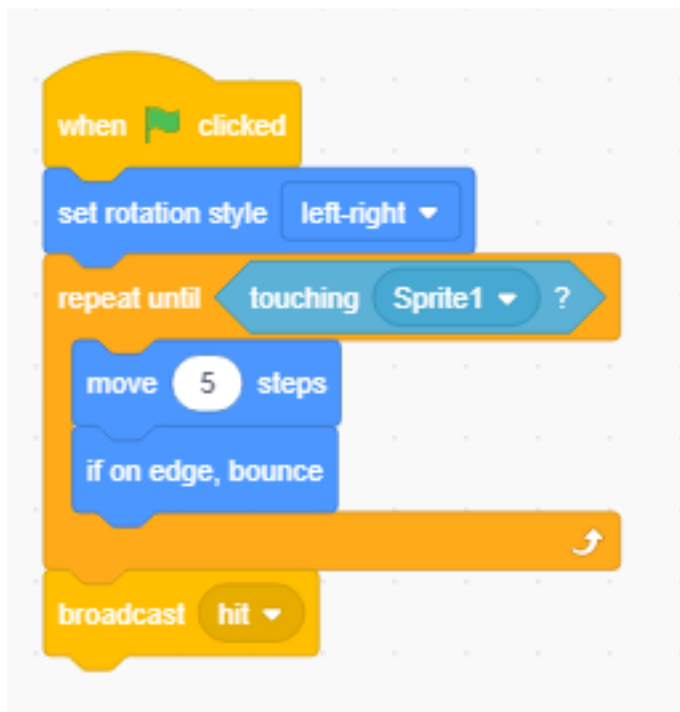 when clicked
set rotation style left-right
repeat until touching Sprite1 ?
move 5 steps
if on edge, bounce
broadcast hit